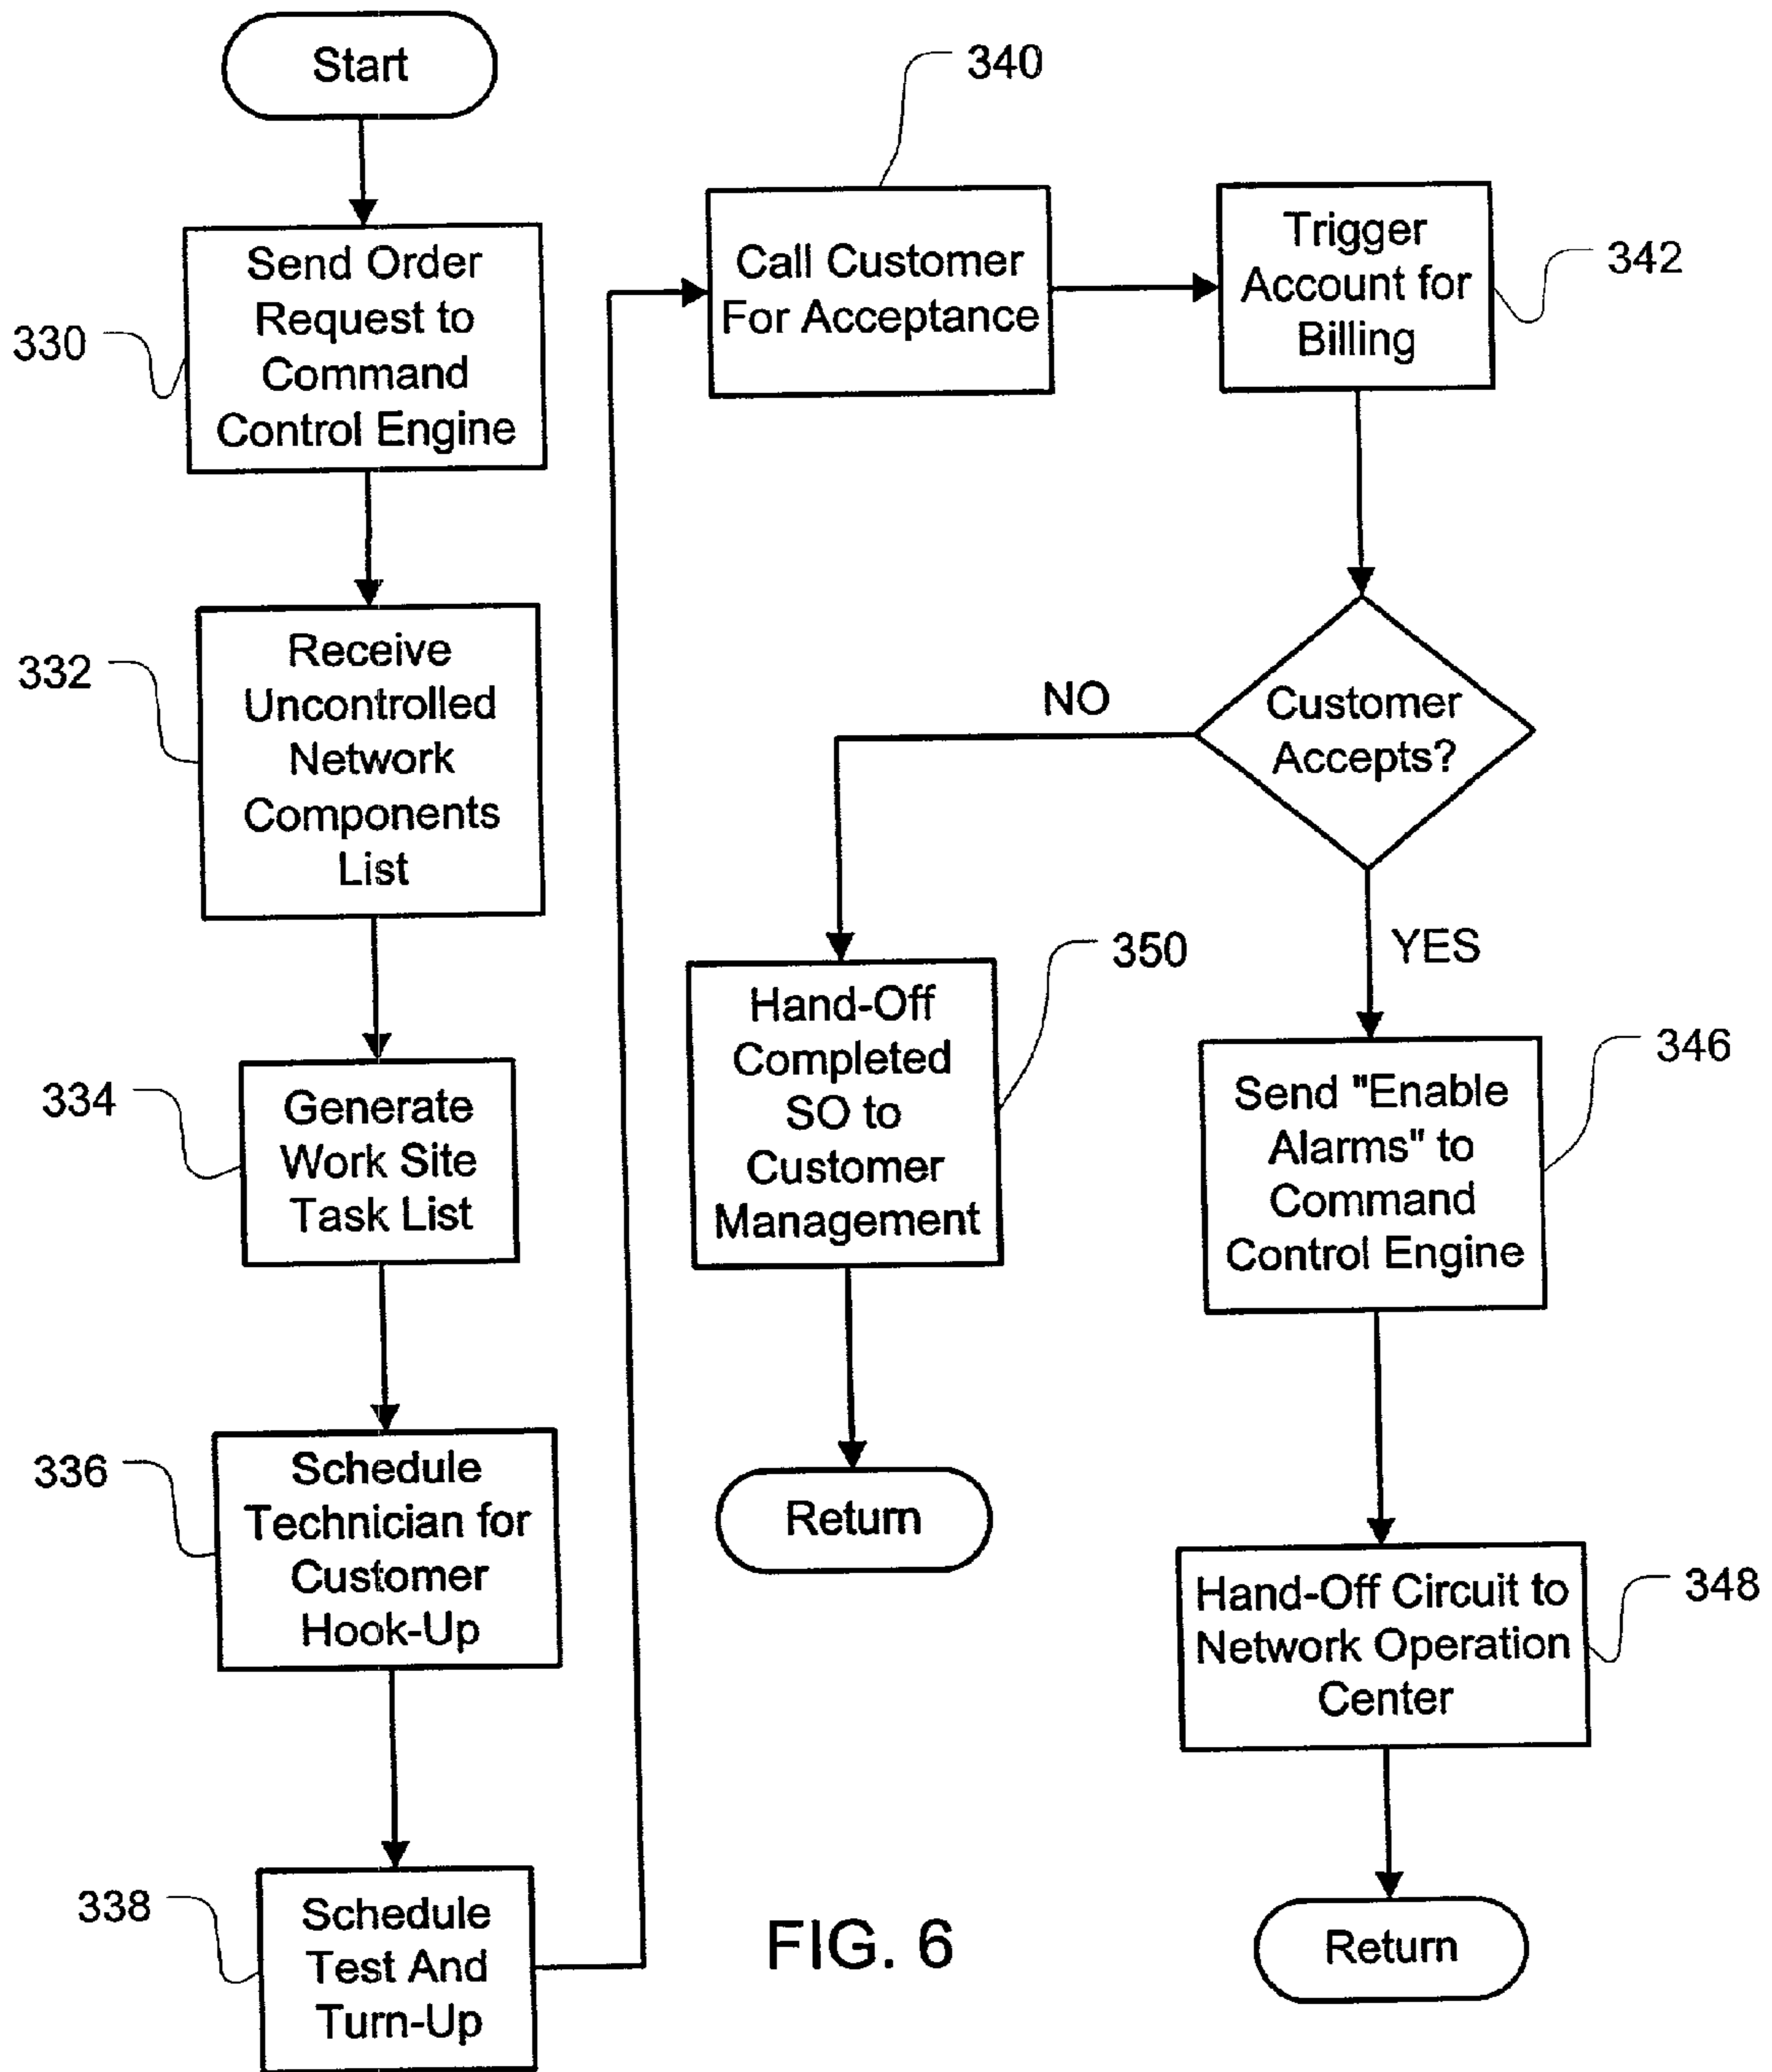 Start
330
Send Order
Request to
Command
Control Engine
332
Receive
Uncontrolled
Network
Components
List
334
Generate
Work Site
Task List
336
Schedule
Technician for
Customer
Hook-Up
338
Schedule
Test And
Turn-Up
340
Call Customer
For Acceptance
342
Trigger
Account for
Billing
Customer
Accepts?
NO
YES
350
Hand-Off
Completed
SO to
Customer
Management
Return
346
Send "Enable
Alarms" to
Command
Control Engine
348
Hand-Off Circuit to
Network Operation
Center
Return
FIG. 6